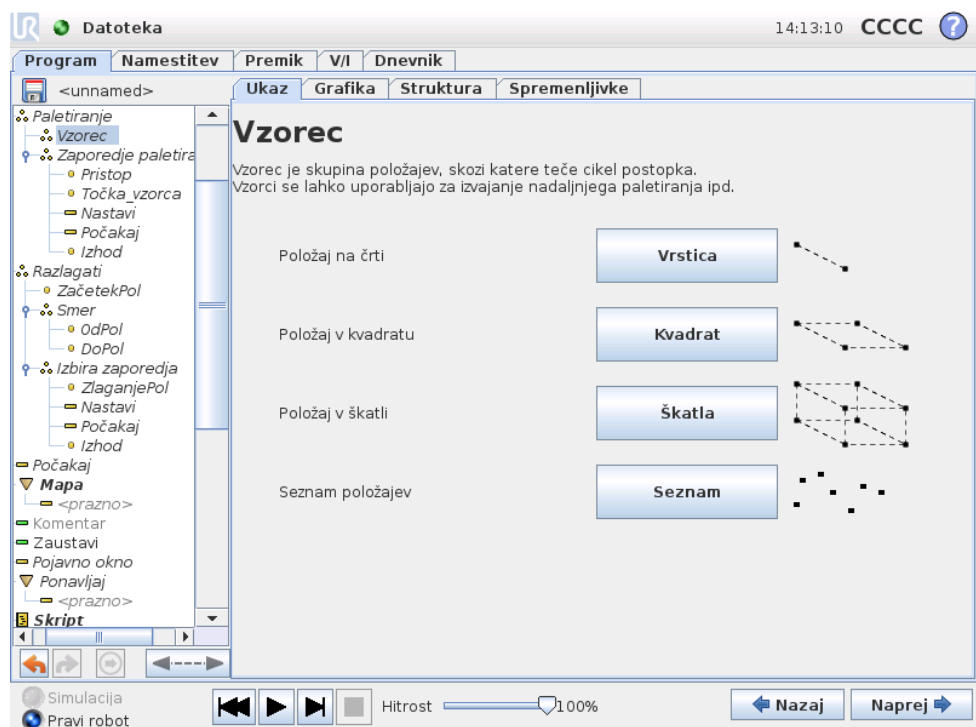 UR Datoteka 14:13:10 CCCC ?
Program Namestitev Premik V/I Dnevnik
<unnamed>
Ukaz Grafika Struktura Spremenljivke
Paletiranje
Vzorec
Zaporedje paletira
Pristop
Točka_vzorca
Nastavi
Počakaj
Izhod
Razlagati
ZačetekPol
Smer
OdPol
DoPol
Izbira zaporedja
ZlaganjePol
Nastavi
Počakaj
Izhod
Počakaj
Mapa
<prazno>
Komentar
Zaustavi
Pojavno okno
Ponavljaj
<prazno>
Skript
Vzorec
Vzorec je skupina položajev, skozi katere teče cikel postopka.
Vzorci se lahko uporabljajo za izvajanje nadaljnjega paletiranja ipd.
Položaj na črti Vrstica
Položaj v kvadratu Kvadrat
Položaj v škatli Škatla
Seznam položajev Seznam
Simulacija
Pravi robot
Hitrost 100%
Nazaj Naprej